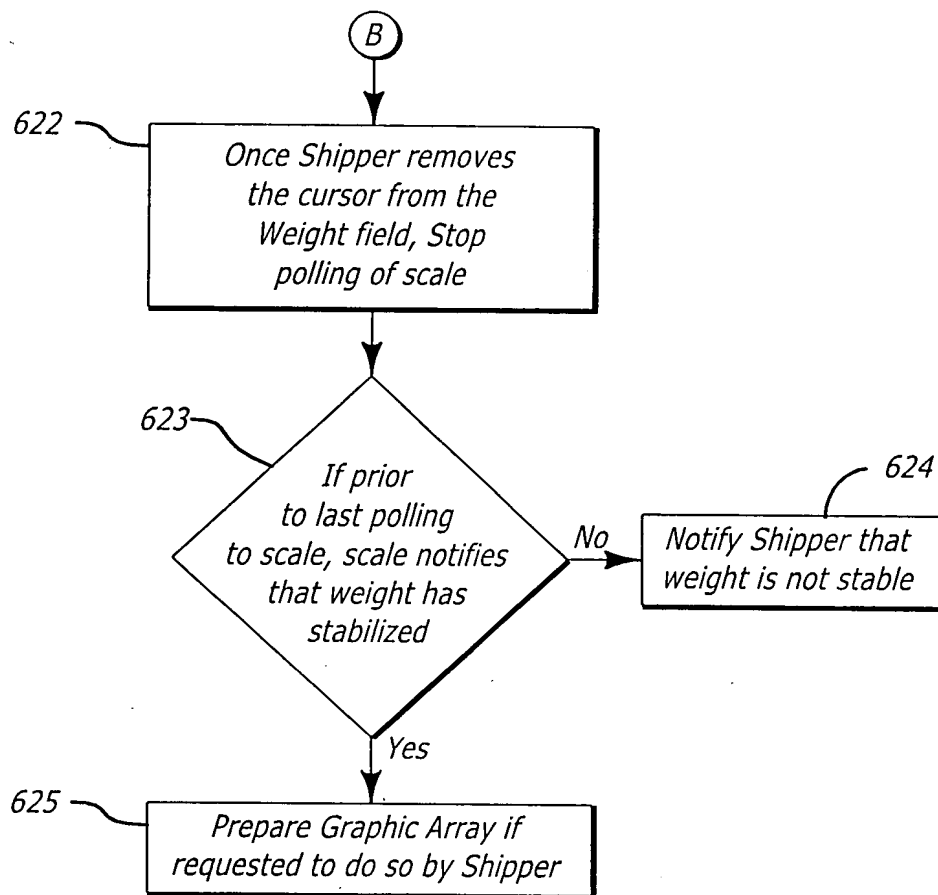 B
622
Once Shipper removes
the cursor from the
Weight field, Stop
polling of scale
623
If prior
to last polling
to scale, scale notifies
that weight has
stabilized
No
624
Notify Shipper that
weight is not stable
Yes
625
Prepare Graphic Array if
requested to do so by Shipper